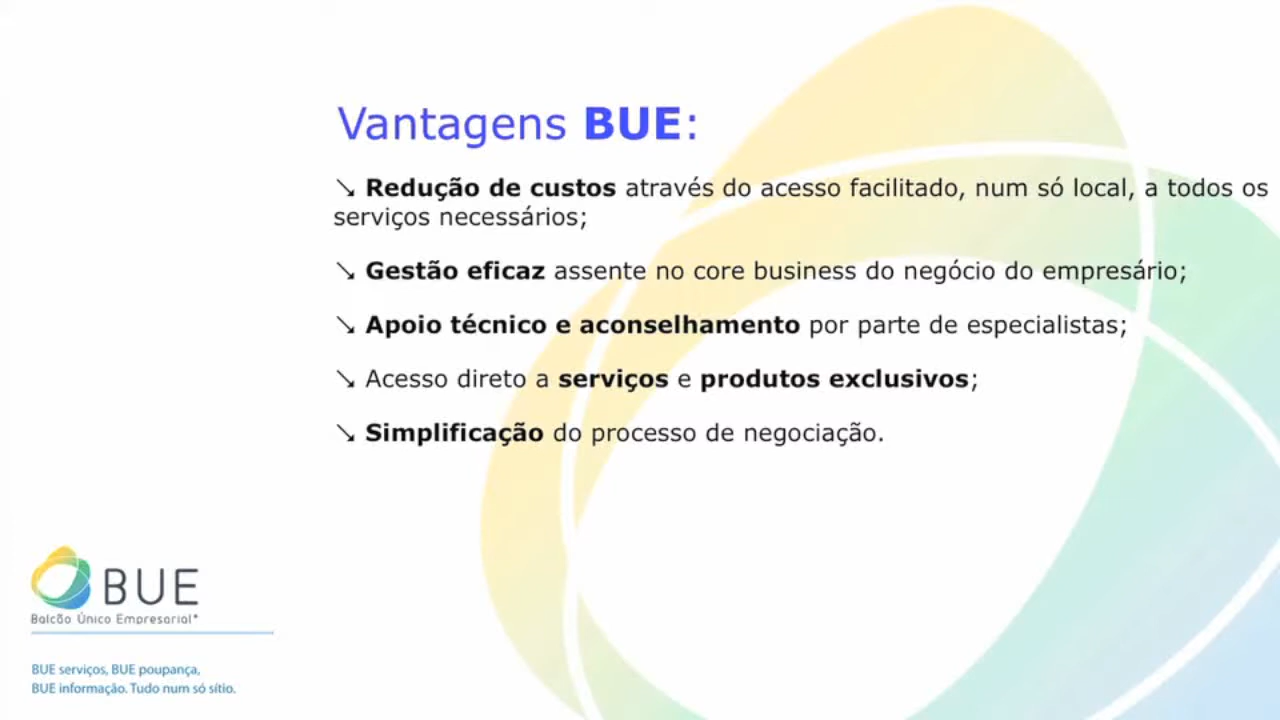 Vantagens BUE:
↘ Redução de custos através do acesso facilitado, num só local, a todos os
serviços necessários;
↘ Gestão eficaz assente no core business do negócio do empresário;
↘ Apoio técnico e aconselhamento por parte de especialistas;
↘ Acesso direto a serviços e produtos exclusivos;
↘ Simplificação do processo de negociação.
BUE
Balcão Único Empresarial*
BUE serviços, BUE poupança,
BUE informação. Tudo num só sítio.